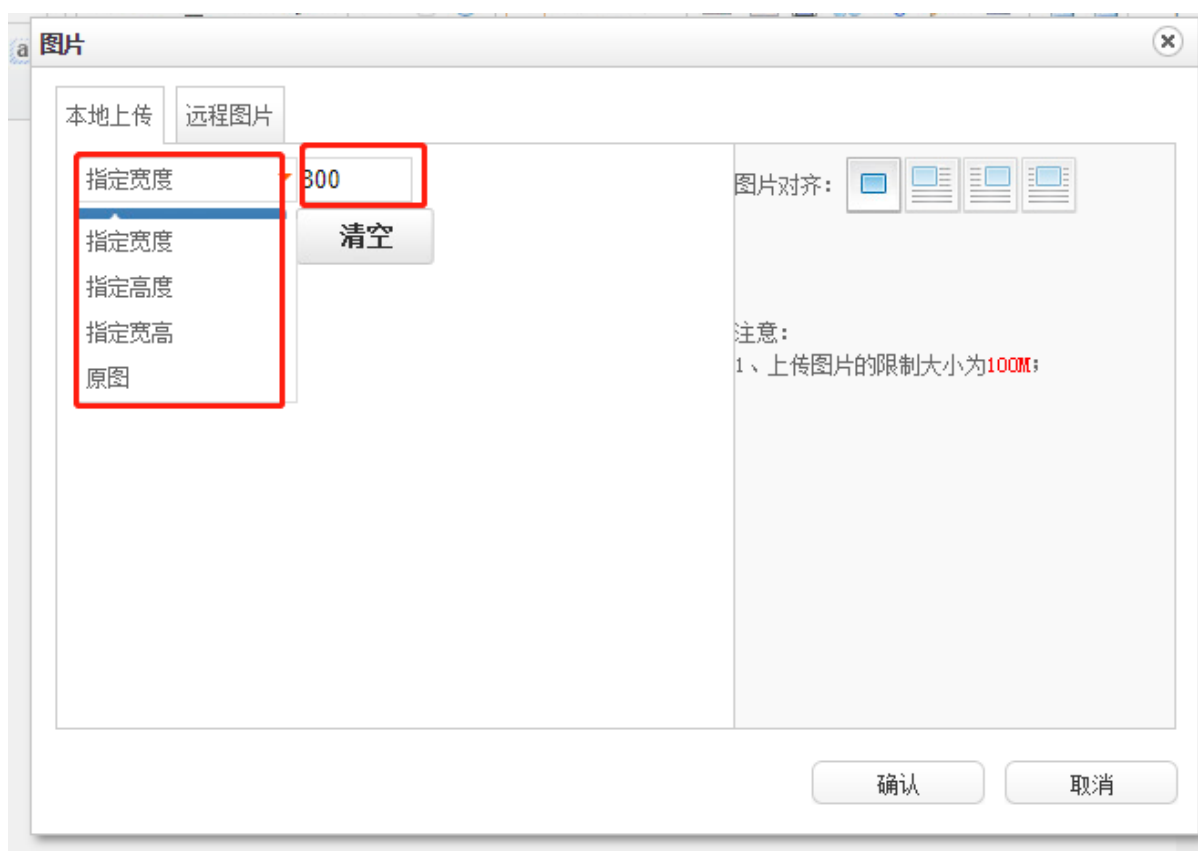 a
图片
本地上传
远程图片
指定宽度
800
指定宽度
指定高度
指定宽高
原图
清空
图片对齐：
注意：
1、上传图片的限制大小为100M；
确认
取消